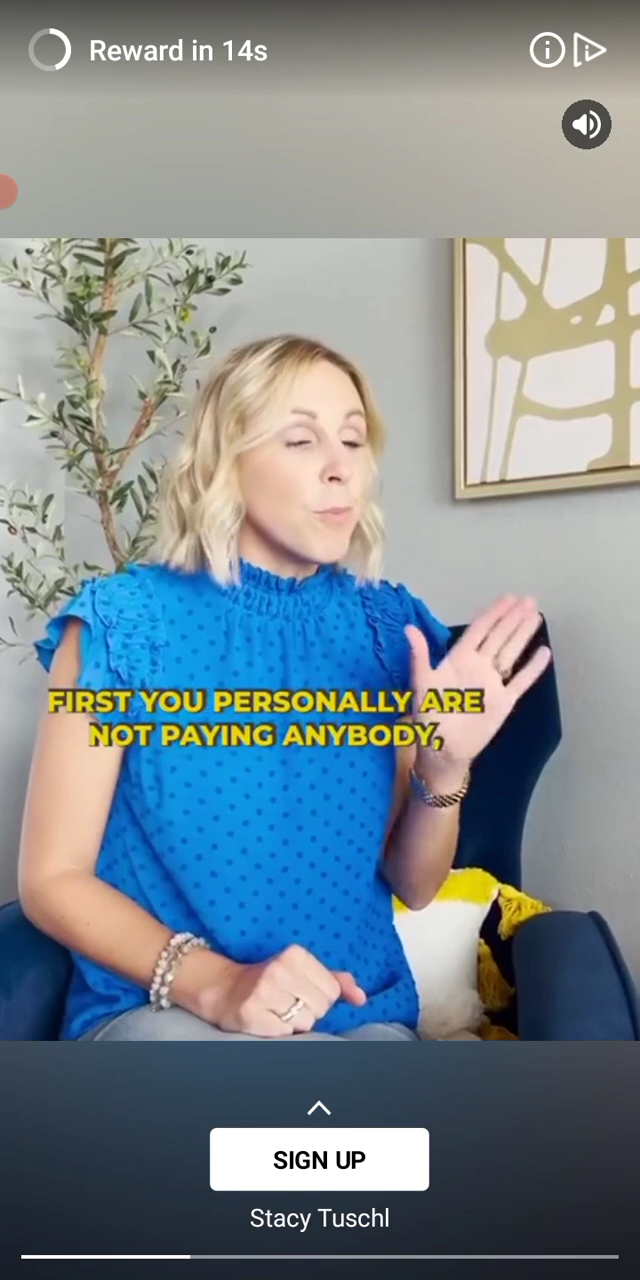 Reward in 14s
FIRST YOU PERSONALLY ARE
NOT PAYING ANYBODY,
SIGN UP
Stacy Tuschl